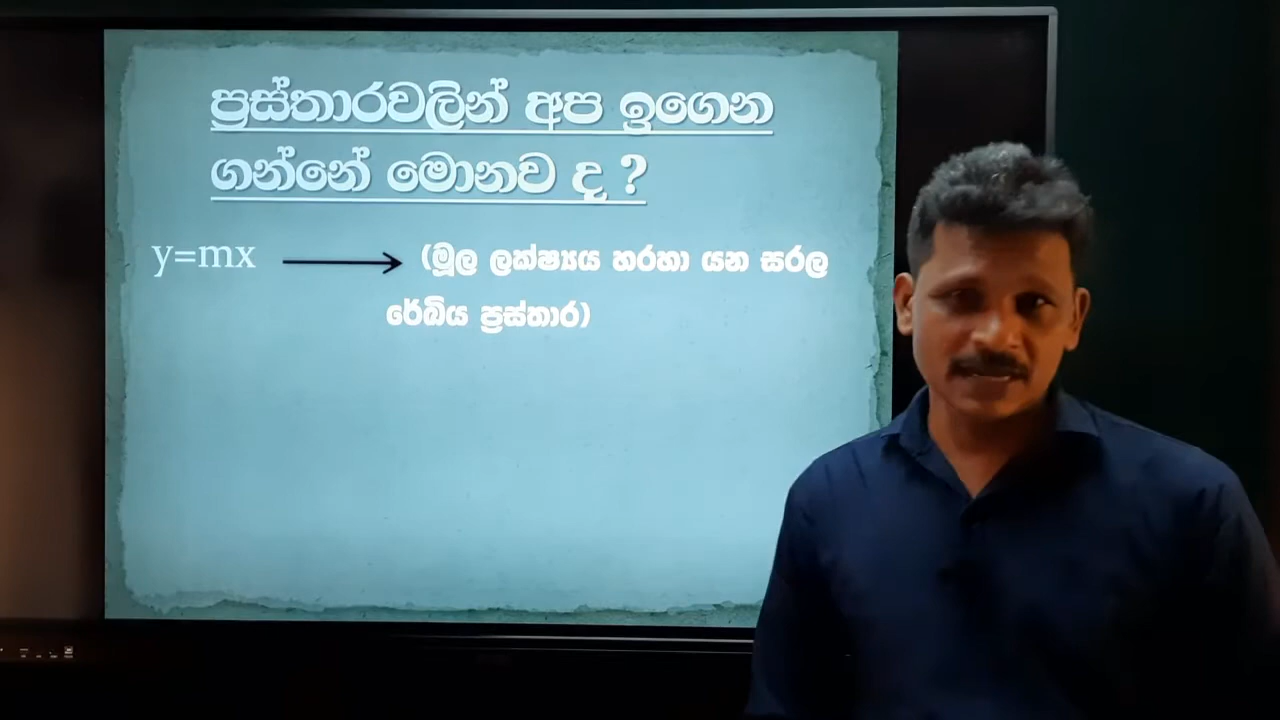 ප්‍රස්තාරවලින් අප ඉගෙන
ගන්නේ මොනව ද ?
y=mx (මූල ලක්ෂ්‍යය හරහා යන සරල
රේඛීය ප්‍රස්තාර)